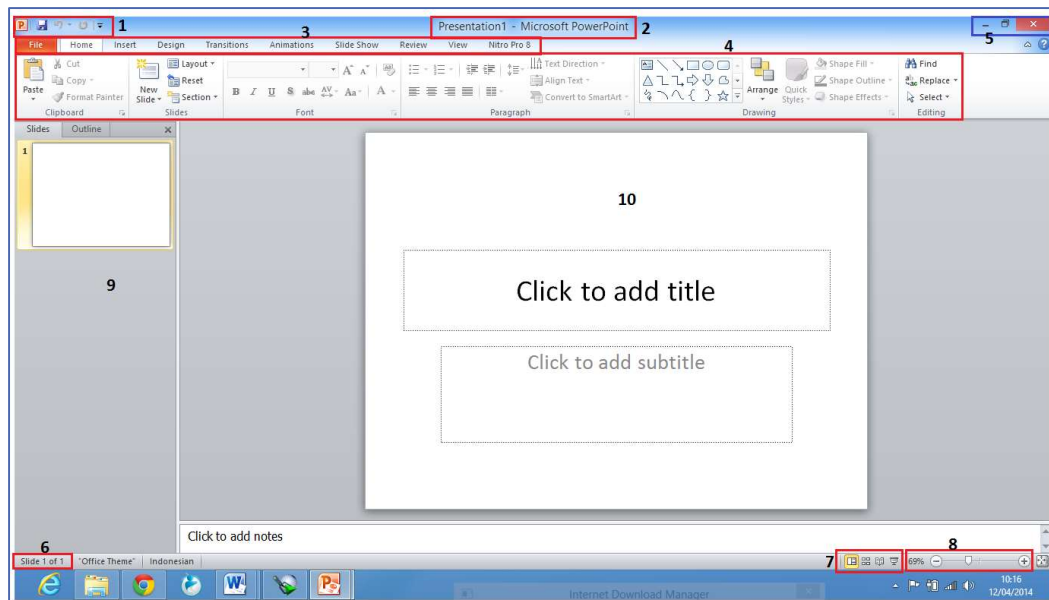 1 Presentation1 - Microsoft PowerPoint 2
3 4 5
File Home Insert Design Transitions Animations Slide Show Review View Nitro Pro 8
Paste
Cut
Copy
Format Painter
Clipboard
New Slide
Layout
Reset
Section
Slides
B I U S abc AV Aa A
Font
Text Direction
Align Text
Convert to SmartArt
Paragraph
Arrange
Quick Styles
Shape Fill
Shape Outline
Shape Effects
Drawing
Find
Replace
Select
Editing
Slides Outline
1
9
10
Click to add title
Click to add subtitle
Click to add notes
6 7 8
Slide 1 of 1 "Office Theme" Indonesian 69%
Internet Download Manager
10:16
12/04/2014